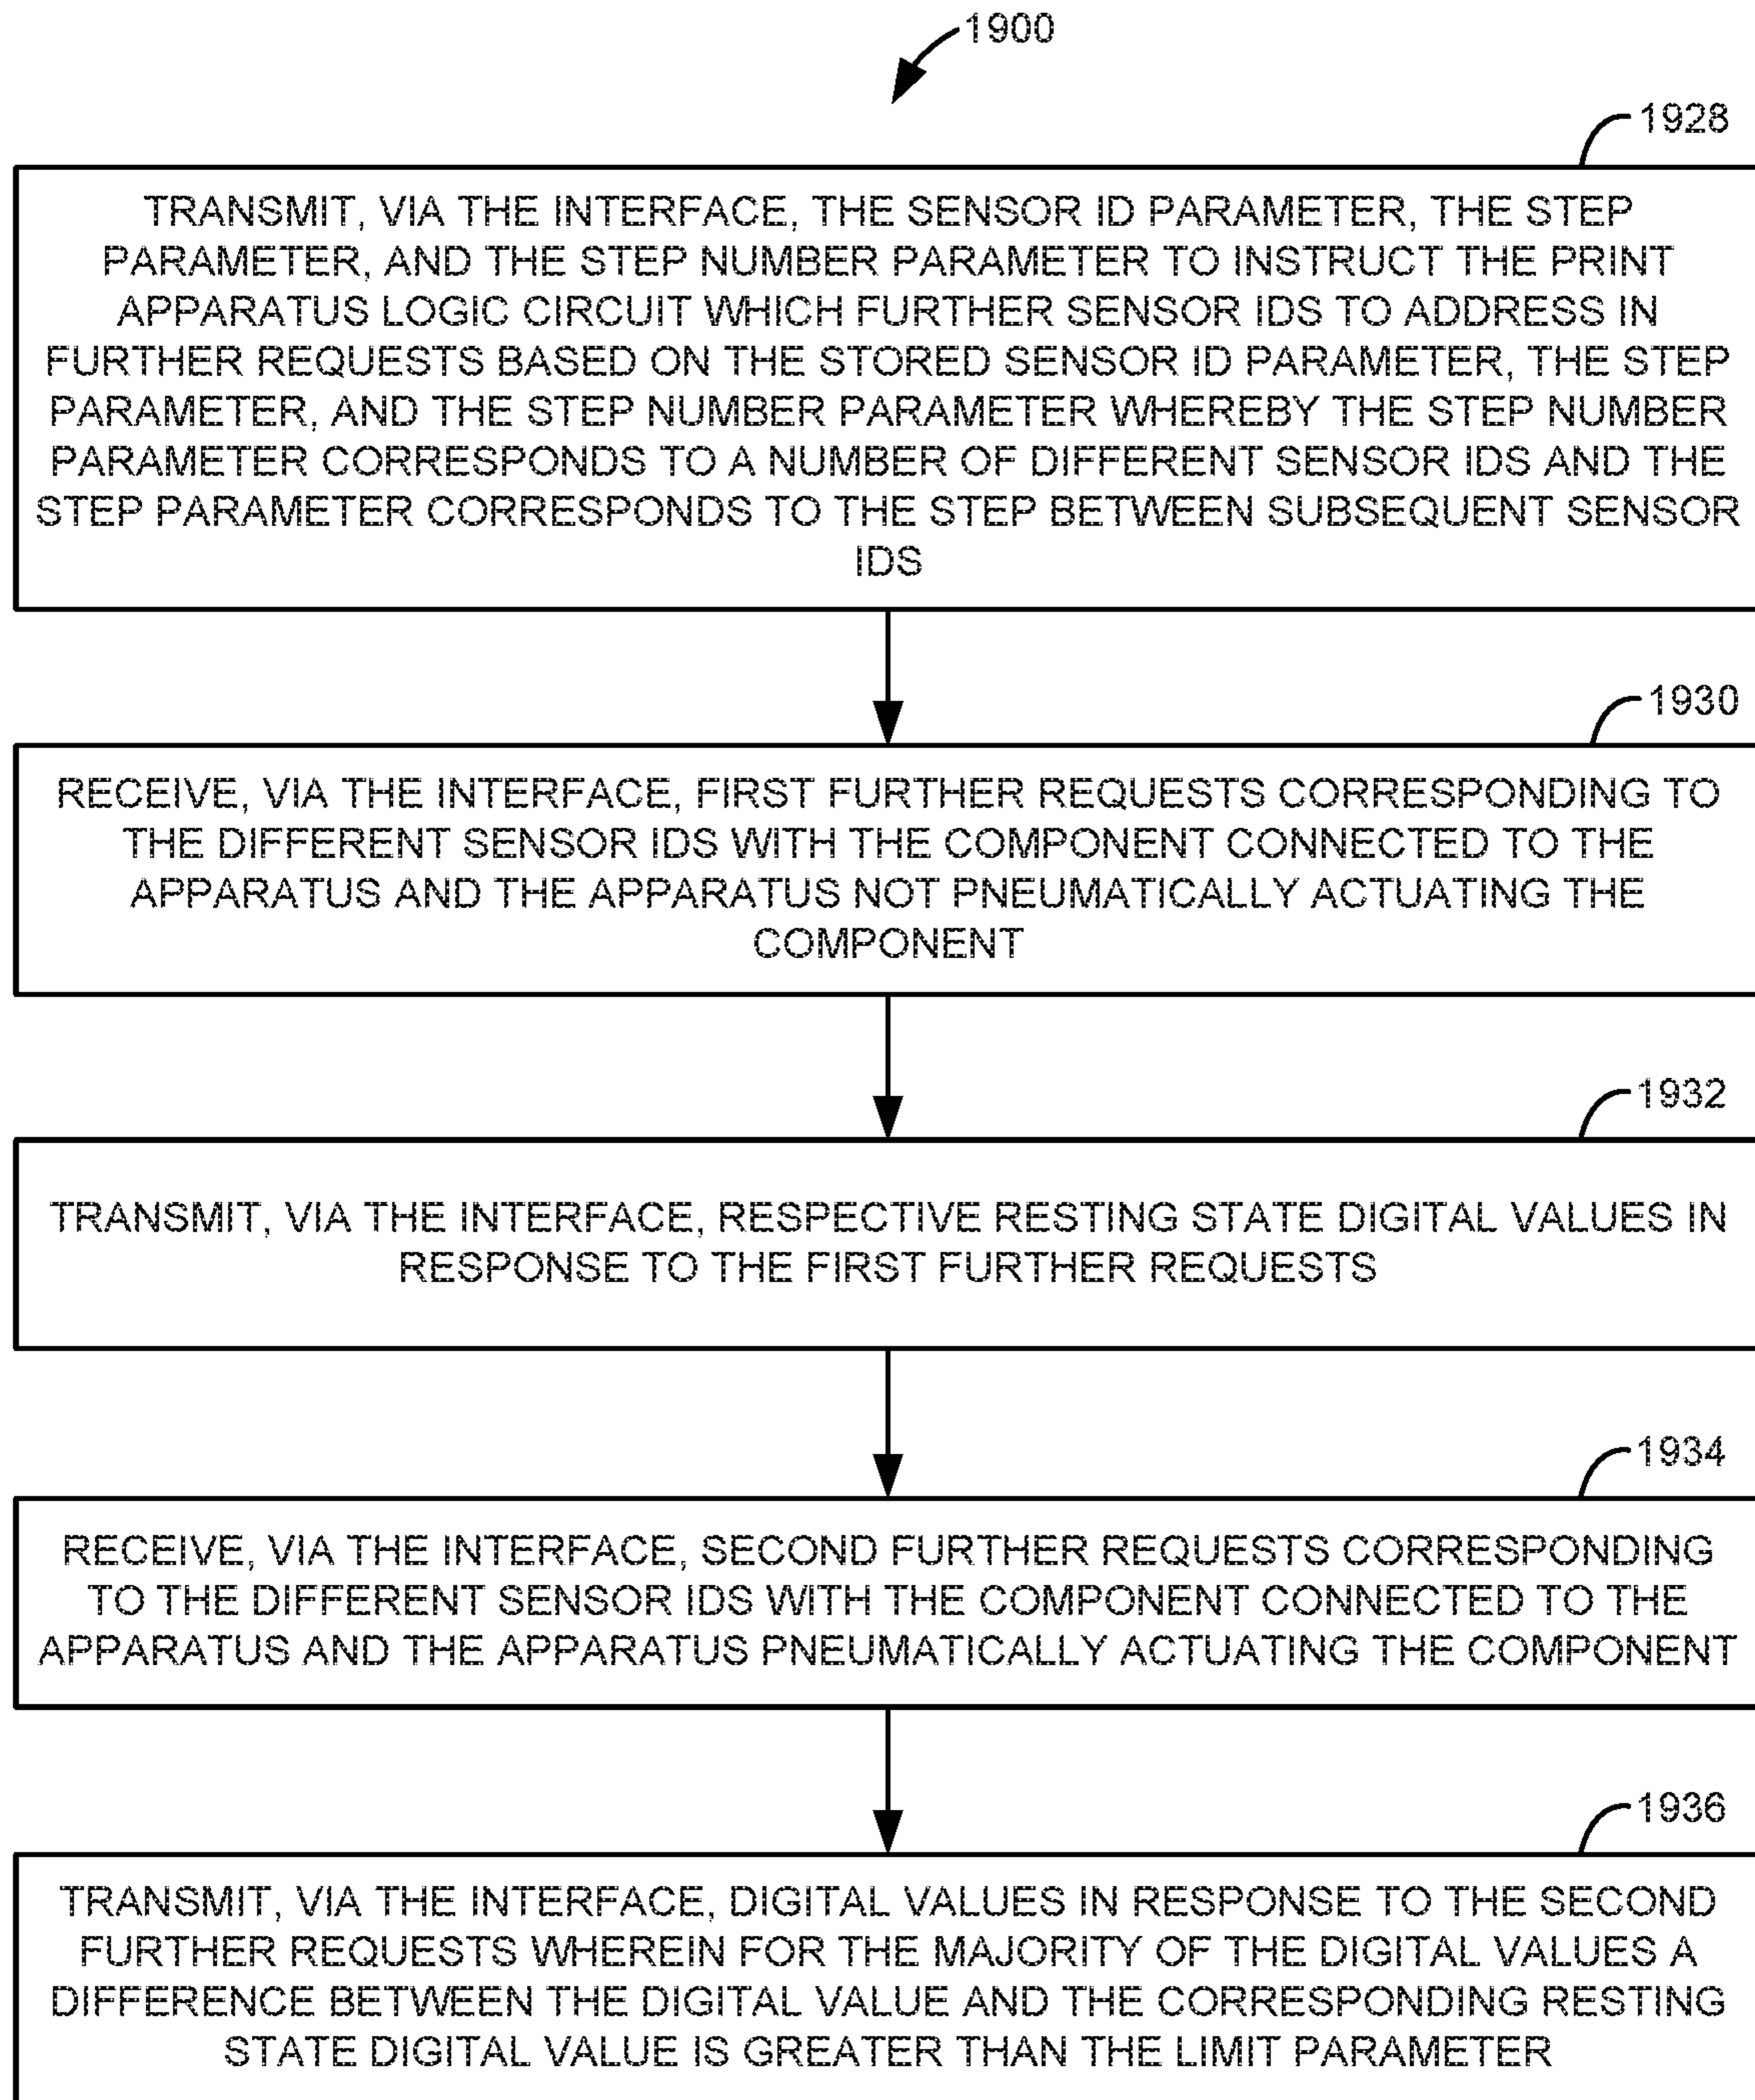 1900
1928
TRANSMIT, VIA THE INTERFACE, THE SENSOR ID PARAMETER, THE STEP
PARAMETER, AND THE STEP NUMBER PARAMETER TO INSTRUCT THE PRINT
APPARATUS LOGIC CIRCUIT WHICH FURTHER SENSOR IDS TO ADDRESS IN
FURTHER REQUESTS BASED ON THE STORED SENSOR ID PARAMETER, THE STEP
PARAMETER, AND THE STEP NUMBER PARAMETER WHEREBY THE STEP NUMBER
PARAMETER CORRESPONDS TO A NUMBER OF DIFFERENT SENSOR IDS AND THE
STEP PARAMETER CORRESPONDS TO THE STEP BETWEEN SUBSEQUENT SENSOR
IDS
1930
RECEIVE, VIA THE INTERFACE, FIRST FURTHER REQUESTS CORRESPONDING TO
THE DIFFERENT SENSOR IDS WITH THE COMPONENT CONNECTED TO THE
APPARATUS AND THE APPARATUS NOT PNEUMATICALLY ACTUATING THE
COMPONENT
1932
TRANSMIT, VIA THE INTERFACE, RESPECTIVE RESTING STATE DIGITAL VALUES IN
RESPONSE TO THE FIRST FURTHER REQUESTS
1934
RECEIVE, VIA THE INTERFACE, SECOND FURTHER REQUESTS CORRESPONDING
TO THE DIFFERENT SENSOR IDS WITH THE COMPONENT CONNECTED TO THE
APPARATUS AND THE APPARATUS PNEUMATICALLY ACTUATING THE COMPONENT
1936
TRANSMIT, VIA THE INTERFACE, DIGITAL VALUES IN RESPONSE TO THE SECOND
FURTHER REQUESTS WHEREIN FOR THE MAJORITY OF THE DIGITAL VALUES A
DIFFERENCE BETWEEN THE DIGITAL VALUE AND THE CORRESPONDING RESTING
STATE DIGITAL VALUE IS GREATER THAN THE LIMIT PARAMETER